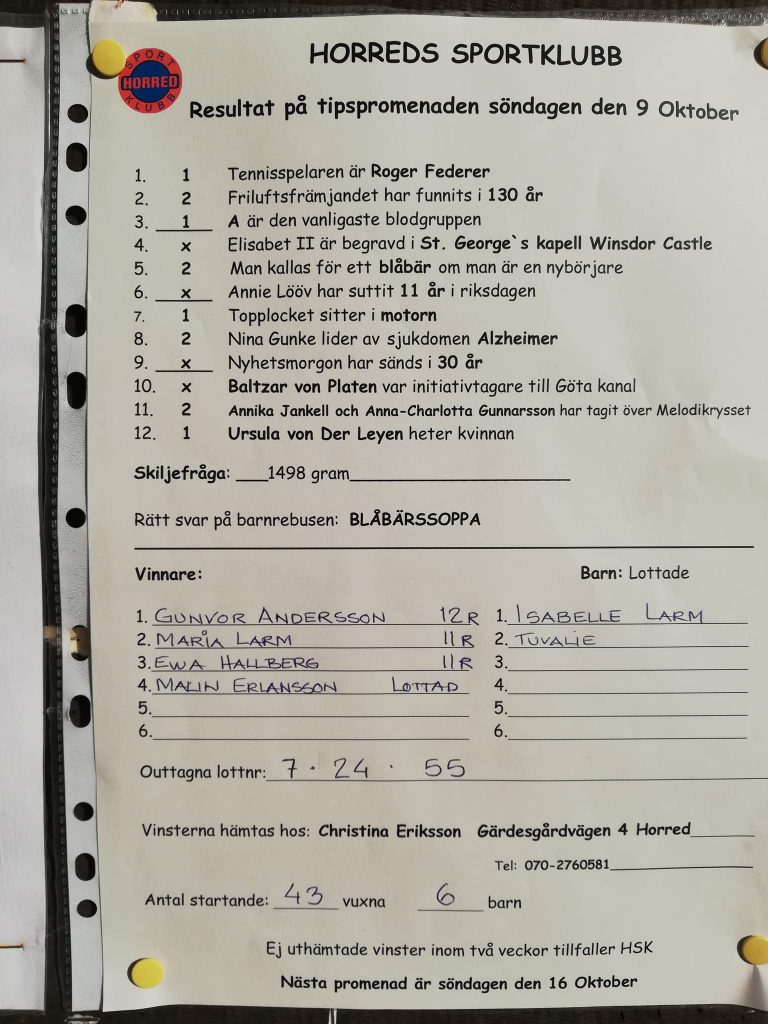 SPORT
HORRED
KLUBB
HORREDS SPORTKLUBB
Resultat på tipspromenaden söndagen den 9 Oktober
1. 1 Tennisspelaren är Roger Federer
2. 2 Friluftsfrämjandet har funnits i 130 år
3. 1 A är den vanligaste blodgruppen
4. x Elisabet II är begravd i St. George`s kapell Winsdor Castle
5. 2 Man kallas för ett blåbär om man är en nybörjare
6. x Annie Lööv har suttit 11 år i riksdagen
7. 1 Topplocket sitter i motorn
8. 2 Nina Gunke lider av sjukdomen Alzheimer
9. x Nyhetsmorgon har sänds i 30 år
10. x Baltzar von Platen var initiativtagare till Göta kanal
11. 2 Annika Jankell och Anna-Charlotta Gunnarsson har tagit över Melodikrysset
12. 1 Ursula von Der Leyen heter kvinnan
Skiljefråga: ___1498 gram___
Rätt svar på barnrebusen: BLÅBÄRSSOPPA
Vinnare: Barn: Lottade
1. GUNVOR ANDERSSON 12R 1. ISABELLE LARM
2. MARIA LARM 11R 2. TUVALIE
3. EWA HALLBERG 11R 3.
4. MALIN ERLANSSON LOTTAD 4.
5. 5.
6. 6.
Outtagna lottnr: 7 · 24 · 55
Vinsterna hämtas hos: Christina Eriksson Gärdesgårdvägen 4 Horred
Tel: 070-2760581
Antal startande: 43 vuxna 6 barn
Ej uthämtade vinster inom två veckor tillfaller HSK
Nästa promenad är söndagen den 16 Oktober